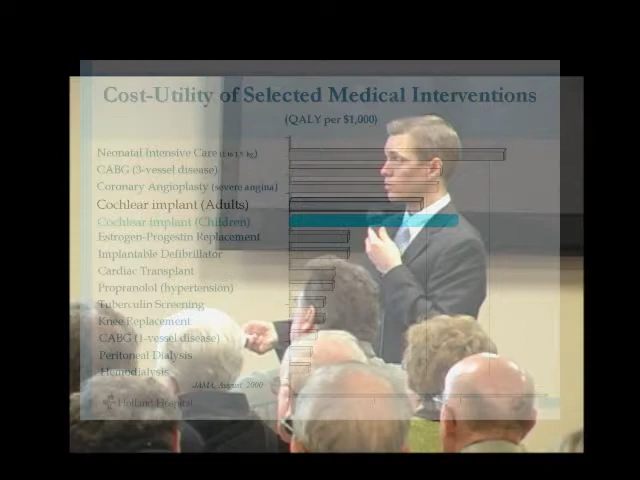 Cost-Utility of Selected Medical Interventions
(QALY per $1,000)
Neonatal Intensive Care
CABG (3-vessel disease)
Coronary Angioplasty (severe angina)
Cochlear implant (Adults)
Cochlear implant (Children)
Estrogen-Progestin Replacement
Implantable Defibrillator
Cardiac Transplant
Propranolol (hypertension)
Tuberculin Screening
Knee Replacement
CABG (1-vessel disease)
Peritoneal Dialysis
Hemodialysis
JAMA, August, 2000
Holland Hospital